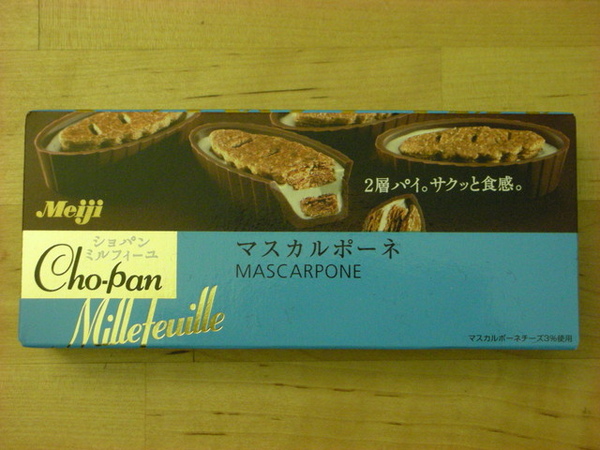 2層パイ。サクッと食感。
Meiji
ショパン
ミルフィーユ
Cho-pan
Millefeuille
マスカルポーネ
MASCARPONE
マスカルポーネチーズ3%使用